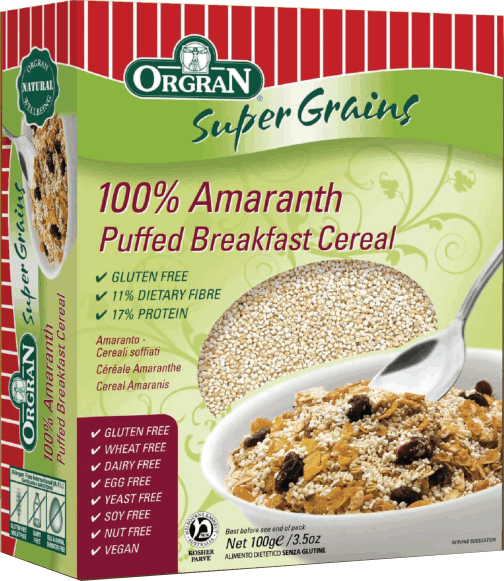 ORGRAN
®
Super Grains
100% Amaranth
Puffed Breakfast Cereal
✔ GLUTEN FREE
✔ 11% DIETARY FIBRE
✔ 17% PROTEIN
Amaranto -
Cereali soffiati
Céréale Amaranthe
Cereal Amaranis
✔ GLUTEN FREE
✔ WHEAT FREE
✔ DAIRY FREE
✔ EGG FREE
✔ YEAST FREE
✔ SOY FREE
✔ NUT FREE
✔ VEGAN
KOSHER
PARVE
Best before see end of pack
Net 100ge/3.5oz
ALIMENTO DIETETICO SENZA GLUTINE
SERVING SUGGESTION
ORGRAN
NATURAL
WELLBEING
Super Grains
ORGRAN
100% Amaranth
Puffed Breakfast Cereal